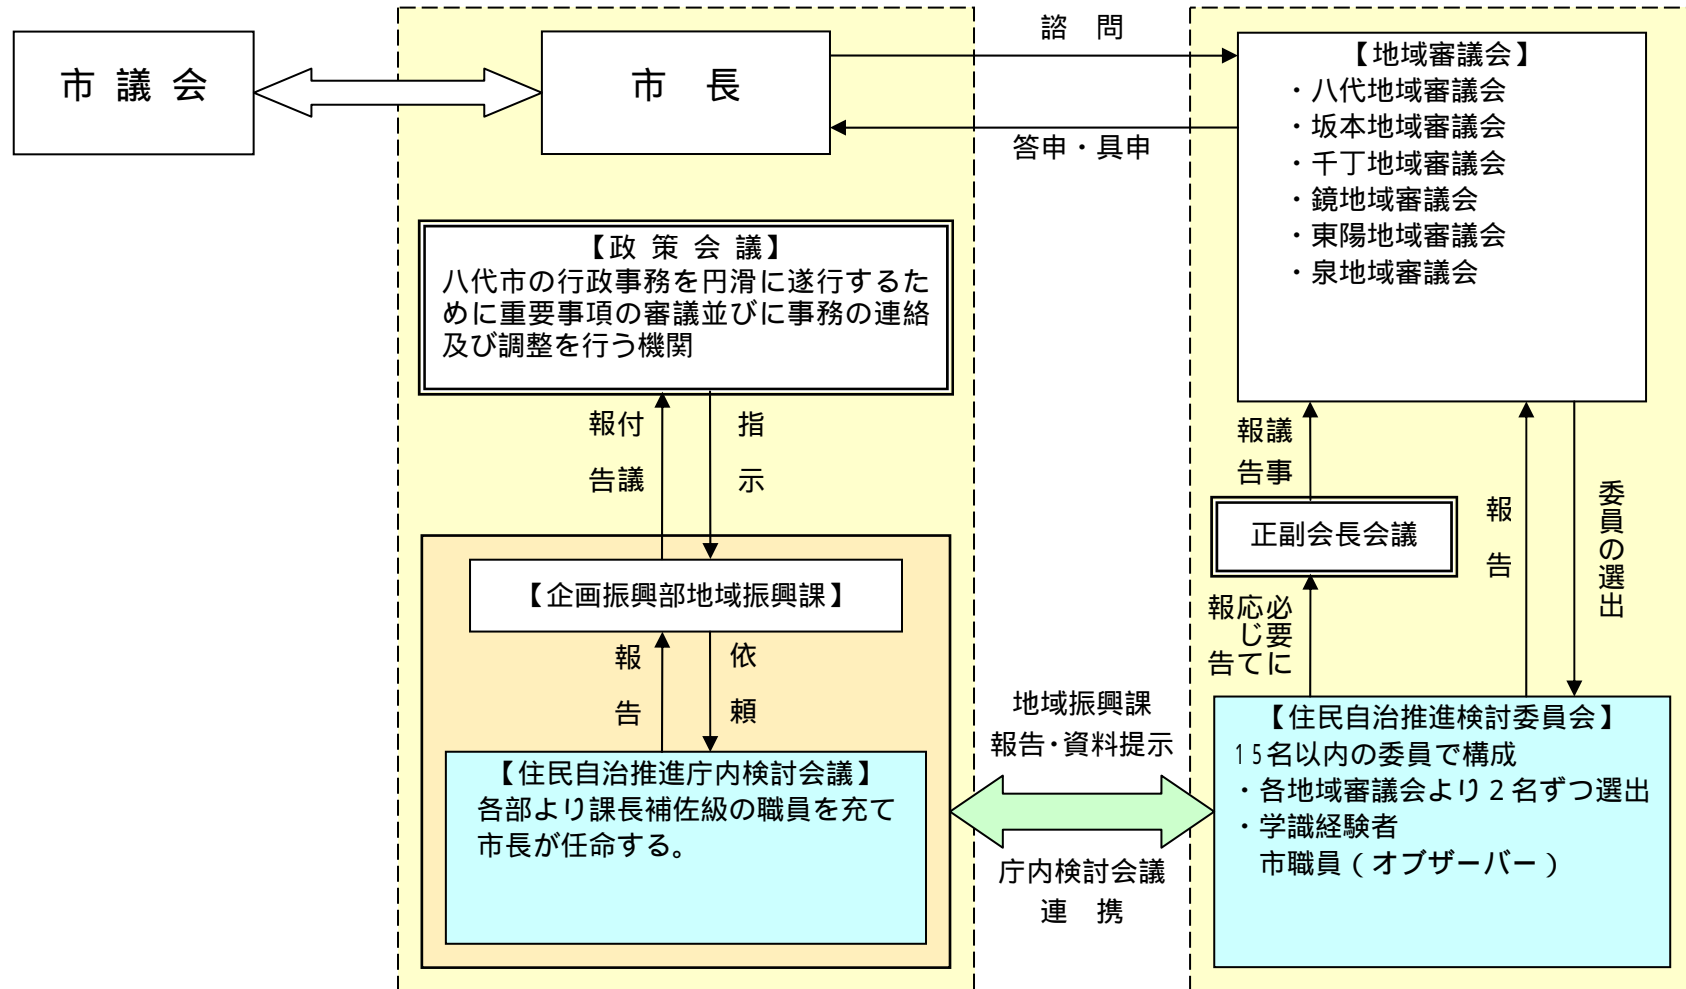 市 議 会
市　長
諮　問
答申・具申
【地域審議会】
・八代地域審議会
・坂本地域審議会
・千丁地域審議会
・鏡地域審議会
・東陽地域審議会
・泉地域審議会
【政 策 会 議】
八代市の行政事務を円滑に遂行するた
めに重要事項の審議並びに事務の連絡
及び調整を行う機関
付議
報告
指示
【企画振興部地域振興課】
報告
依頼
【住民自治推進庁内検討会議】
各部より課長補佐級の職員を充て
市長が任命する。
地域振興課
報告・資料提示
庁内検討会議
連　携
議事
報告
正副会長会議
必要に
応じて
報告
報告
委員の選出
【住民自治推進検討委員会】
15名以内の委員で構成
・各地域審議会より２名ずつ選出
・学識経験者
市職員（オブザーバー）